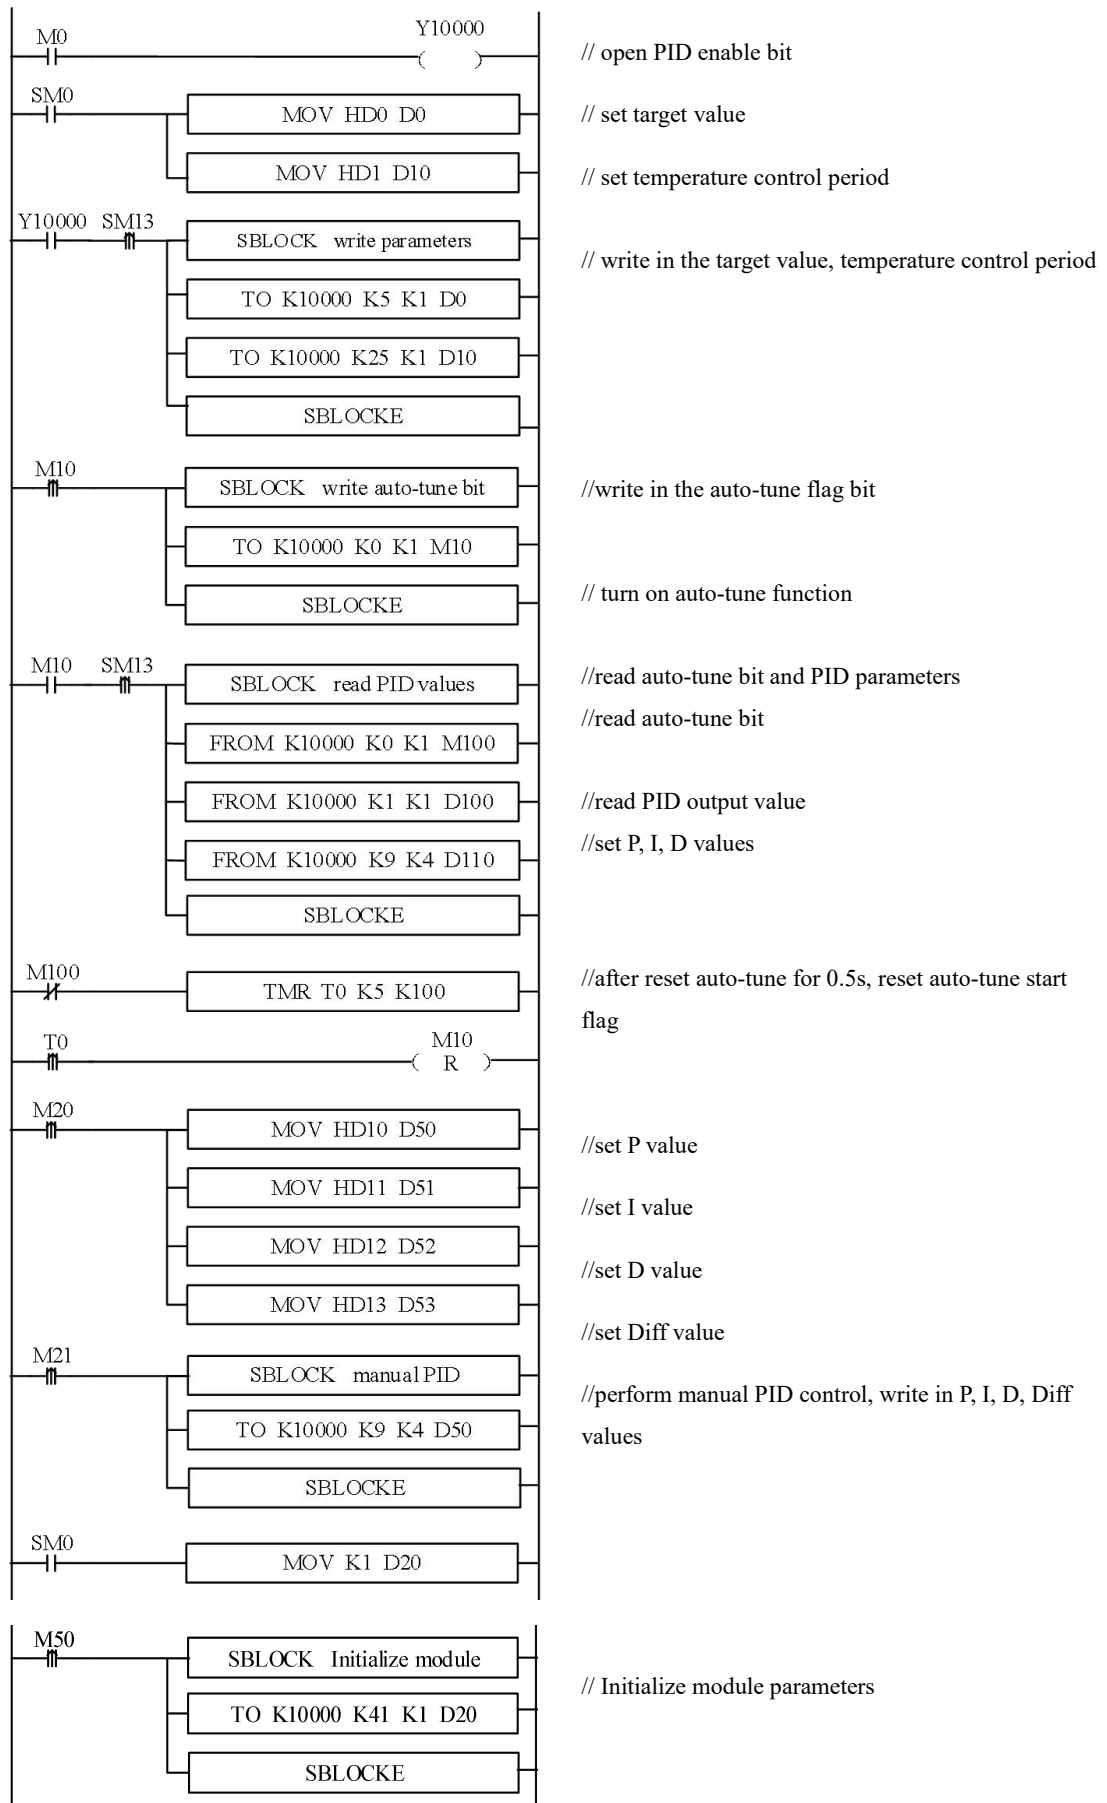 M0
Y10000
( )
// open PID enable bit
SM0
MOV HD0 D0
// set target value
MOV HD1 D10
// set temperature control period
Y10000 SM13
SBLOCK write parameters
// write in the target value, temperature control period
TO K10000 K5 K1 D0
TO K10000 K25 K1 D10
SBLOCKE
M10
SBLOCK write auto-tune bit
//write in the auto-tune flag bit
TO K10000 K0 K1 M10
SBLOCKE
// turn on auto-tune function
M10 SM13
SBLOCK read PID values
//read auto-tune bit and PID parameters
//read auto-tune bit
FROM K10000 K0 K1 M100
FROM K10000 K1 K1 D100
//read PID output value
//set P, I, D values
FROM K10000 K9 K4 D110
SBLOCKE
M100
TMR T0 K5 K100
//after reset auto-tune for 0.5s, reset auto-tune start
flag
T0
M10
( R )
M20
MOV HD10 D50
//set P value
MOV HD11 D51
//set I value
MOV HD12 D52
//set D value
MOV HD13 D53
//set Diff value
M21
SBLOCK manual PID
//perform manual PID control, write in P, I, D, Diff
values
TO K10000 K9 K4 D50
SBLOCKE
SM0
MOV K1 D20
M50
SBLOCK Initialize module
// Initialize module parameters
TO K10000 K41 K1 D20
SBLOCKE